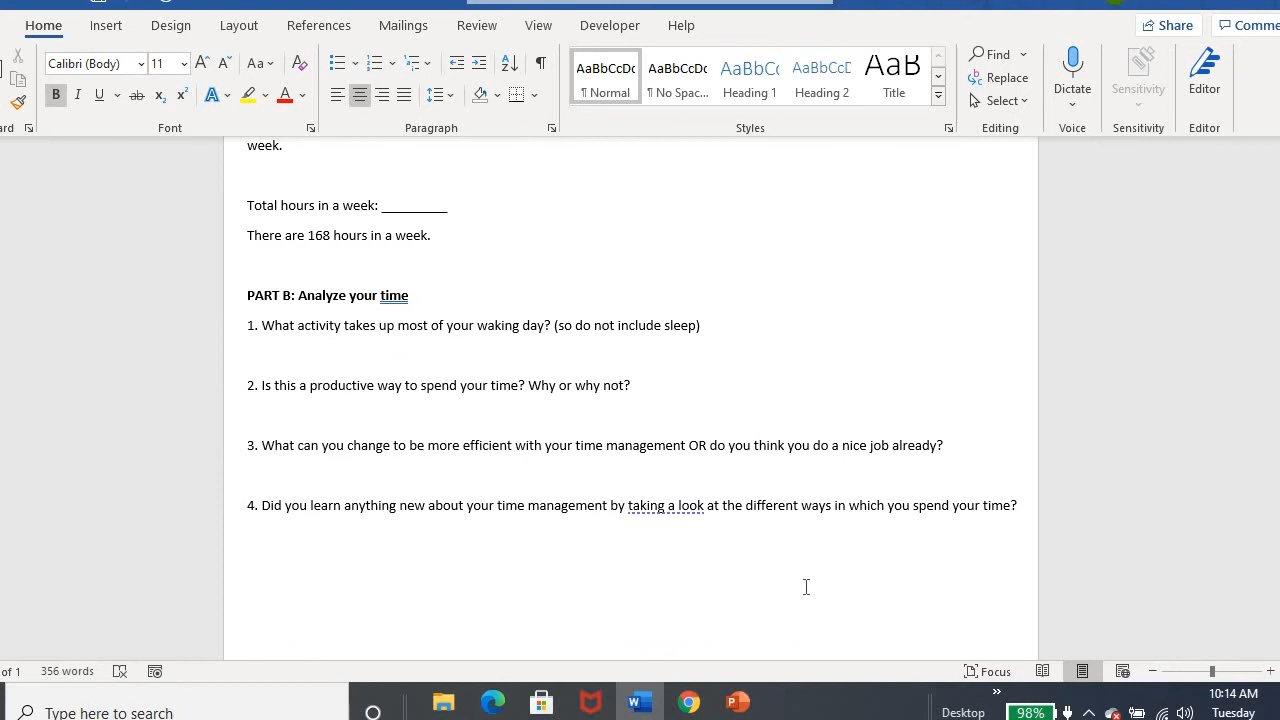 Home Insert Design Layout References Mailings Review View Developer Help Share Comme
Calibri (Body) 11 Aa AaBbCcDc AaBbCcDc AaBbCc AaBbCcD AaB Find
¶ Normal ¶ No Spac... Heading 1 Heading 2 Title Replace Dictate Sensitivity Editor
B I U ab x₂ x² A A Select
ard Font Paragraph Styles Editing Voice Sensitivity Editor
week.
Total hours in a week: _________
There are 168 hours in a week.
PART B: Analyze your time
1. What activity takes up most of your waking day? (so do not include sleep)
2. Is this a productive way to spend your time? Why or why not?
3. What can you change to be more efficient with your time management OR do you think you do a nice job already?
4. Did you learn anything new about your time management by taking a look at the different ways in which you spend your time?
of 1 356 words Focus
10:14 AM
Type here to search Desktop 98% Tuesday